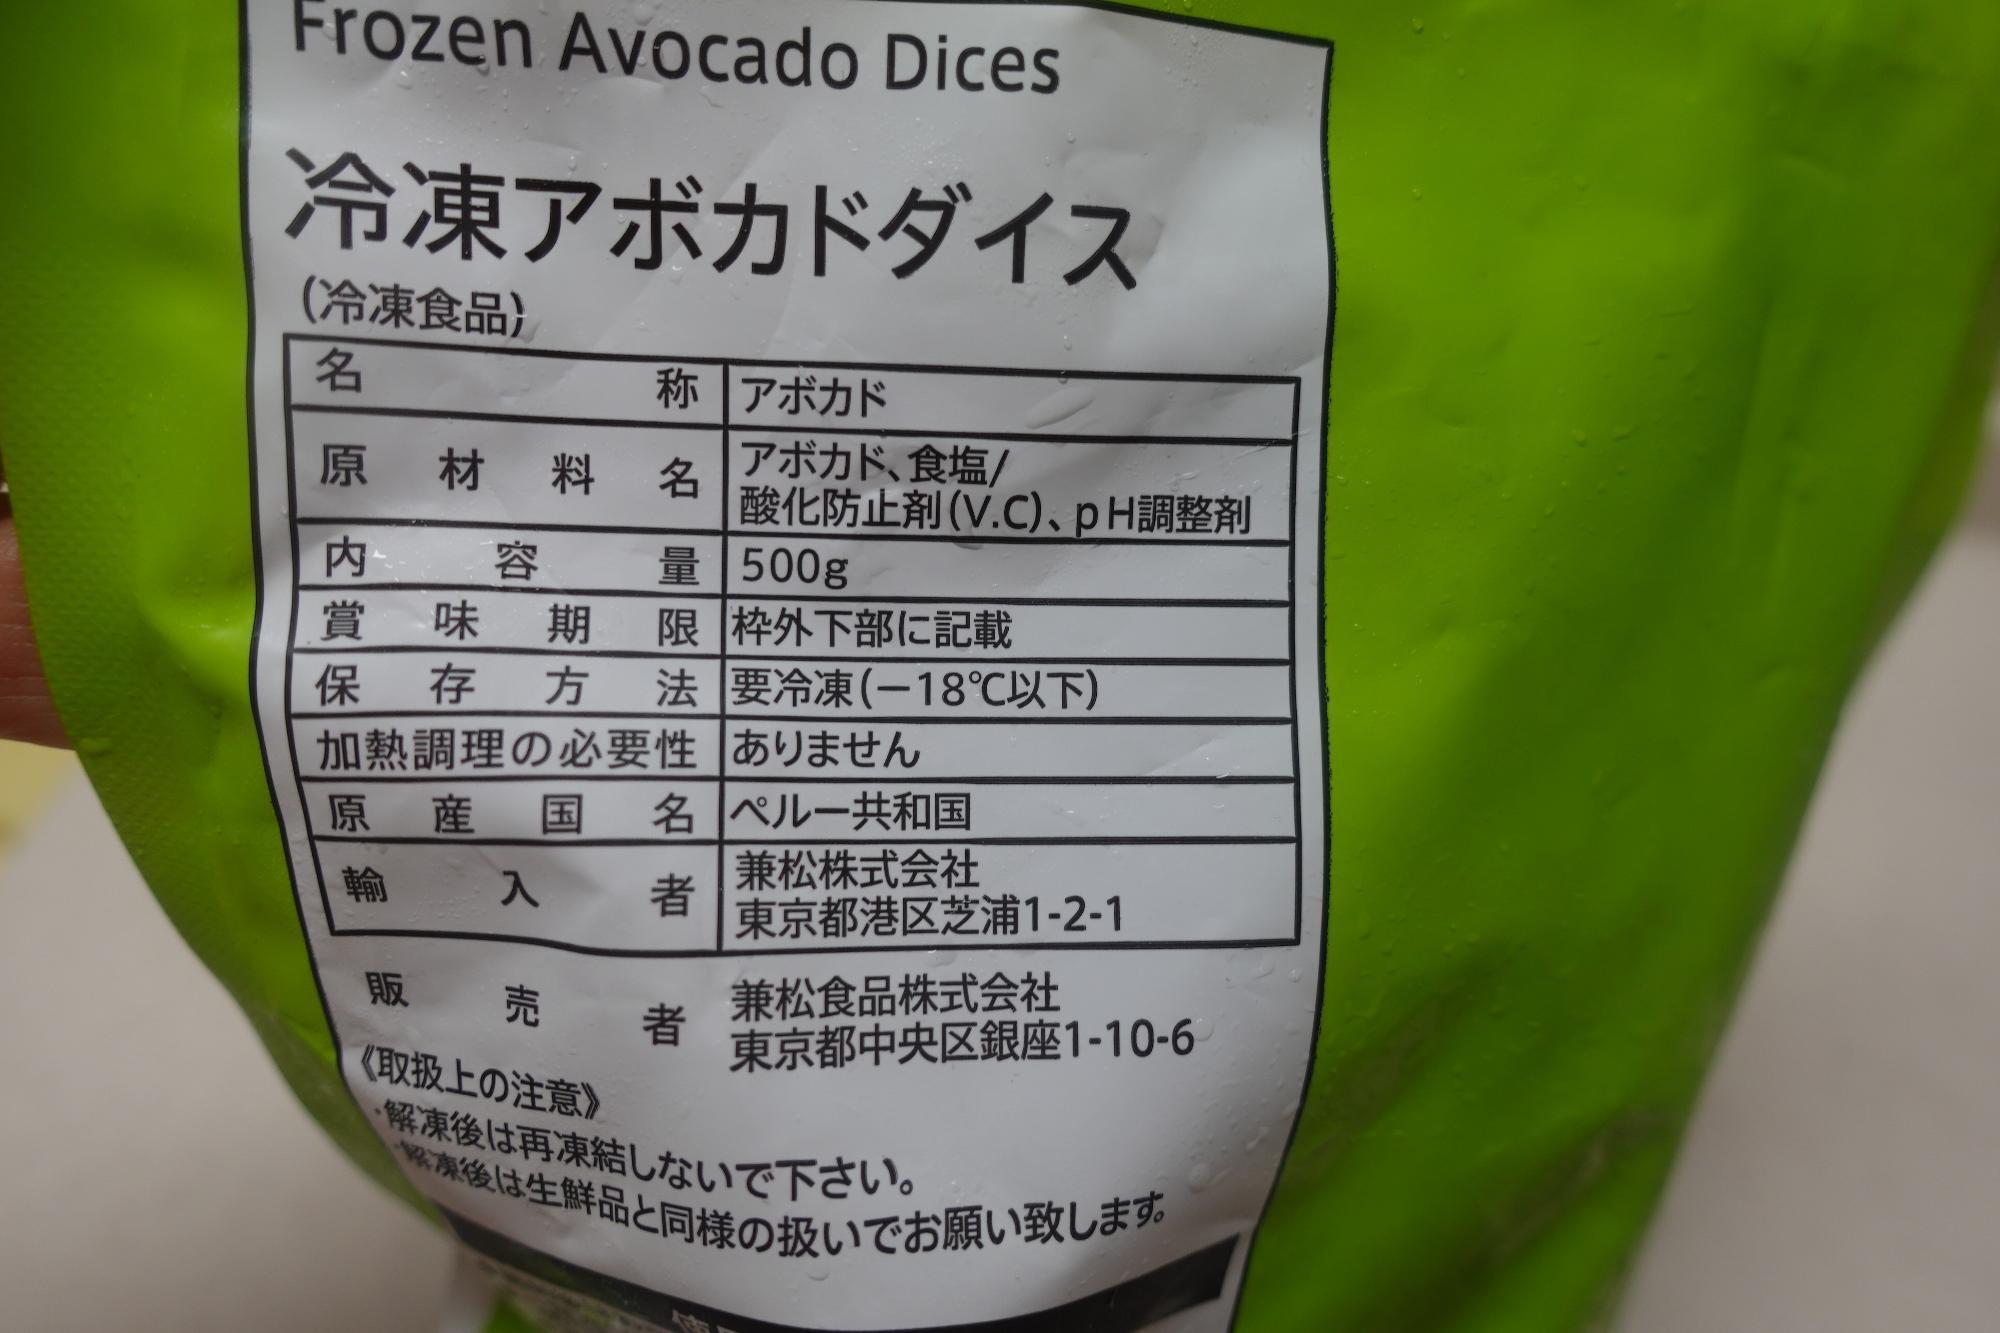 Frozen Avocado Dices
冷凍アボカドダイス
(冷凍食品)
名称 アボカド
原材料名 アボカド、食塩/
酸化防止剤(V.C)、pH調整剤
内容量 500g
賞味期限 枠外下部に記載
保存方法 要冷凍(－18℃以下)
加熱調理の必要性 ありません
原産国名 ペルー共和国
輸入者 兼松株式会社
東京都港区芝浦1-2-1
販売者 兼松食品株式会社
東京都中央区銀座1-10-6
《取扱上の注意》
・解凍後は再凍結しないで下さい。
・解凍後は生鮮品と同様の扱いでお願い致します。